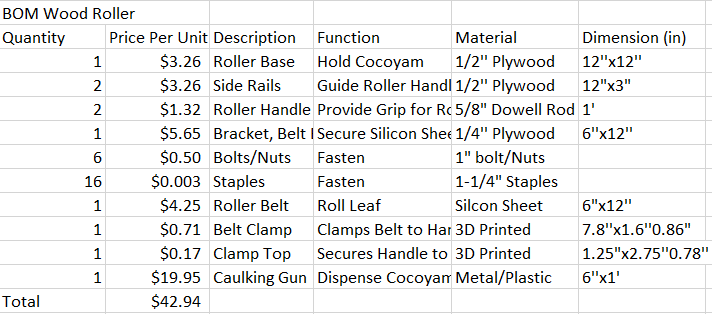 BOM Wood Roller
Quantity Price Per Unit Description Function Material Dimension (in)
1 $3.26 Roller Base Hold Cocoyam 1/2'' Plywood 12''x12''
2 $3.26 Side Rails Guide Roller Handl 1/2'' Plywood 12"x3"
2 $1.32 Roller Handle Provide Grip for Ro 5/8" Dowell Rod 1'
1 $5.65 Bracket, Belt Secure Silicon Shee 1/4'' Plywood 6''x12''
6 $0.50 Bolts/Nuts Fasten 1" bolt/Nuts
16 $0.003 Staples Fasten 1-1/4" Staples
1 $4.25 Roller Belt Roll Leaf Silcon Sheet 6"x12''
1 $0.71 Belt Clamp Clamps Belt to Har 3D Printed 7.8''x1.6''0.86"
1 $0.17 Clamp Top Secures Handle to 3D Printed 1.25"x2.75''0.78''
1 $19.95 Caulking Gun Dispense Cocoyam Metal/Plastic 6''x1'
Total $42.94